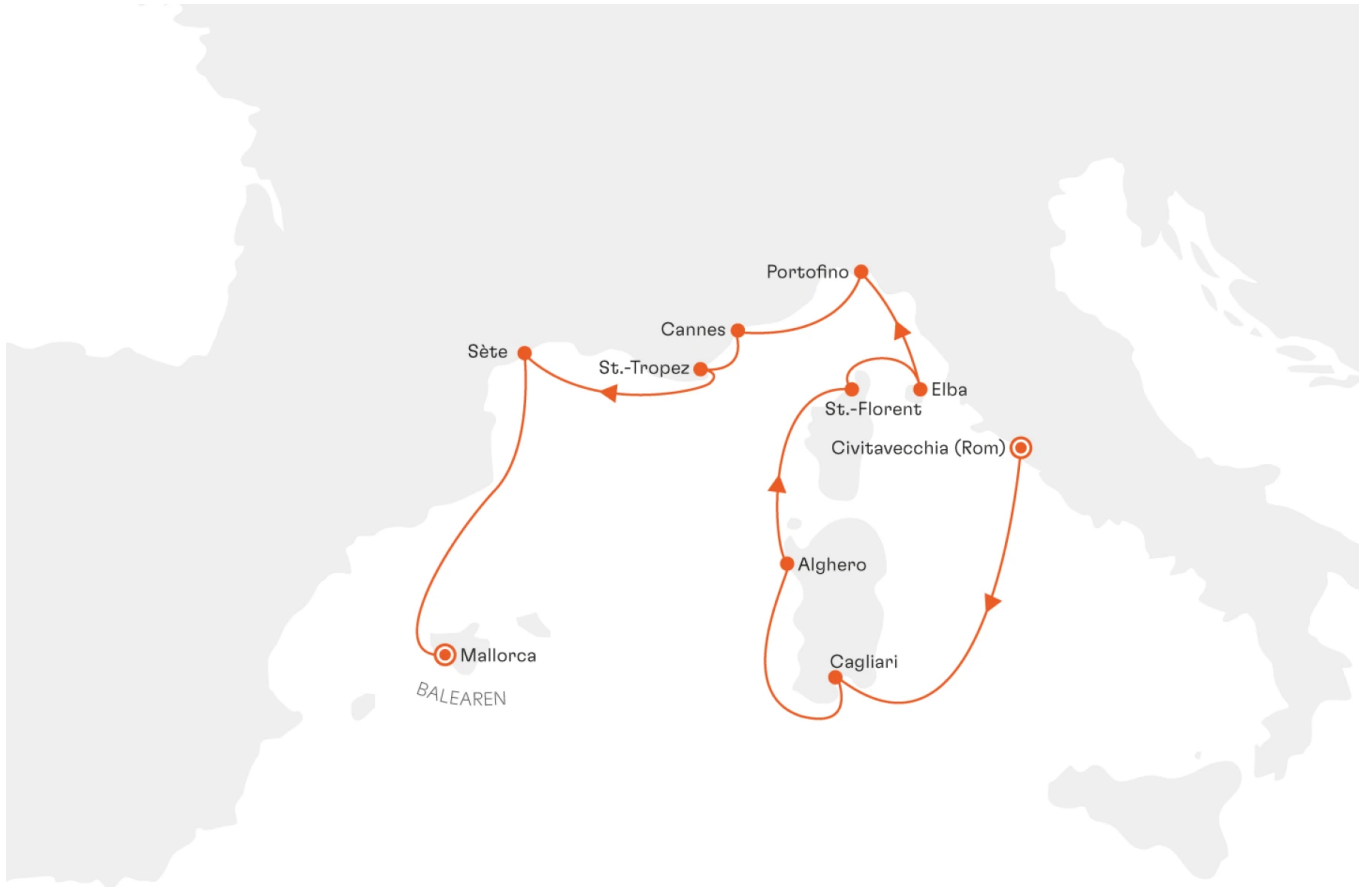 Portofino
Cannes
Sète
St.-Tropez
Elba
St.-Florent
Civitavecchia (Rom)
Alghero
Mallorca
Cagliari
BALEAREN